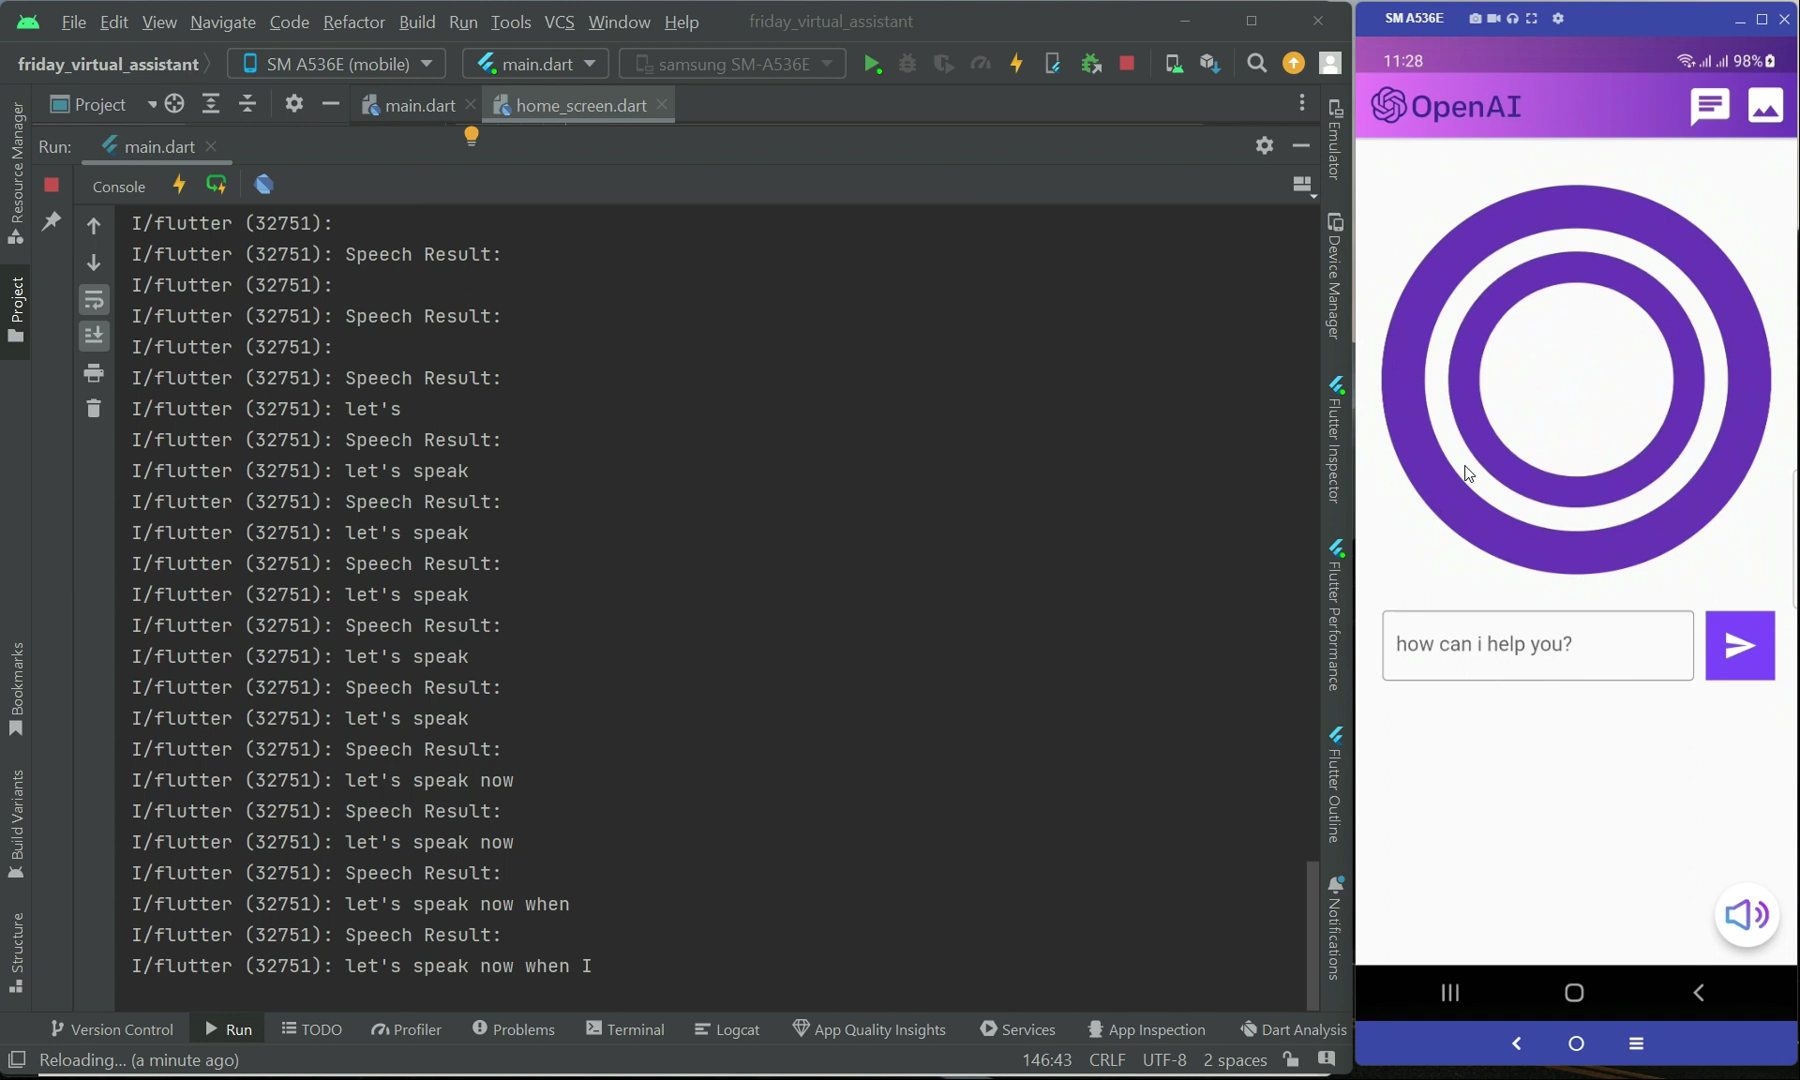 File Edit View Navigate Code Refactor Build Run Tools VCS Window Help friday_virtual_assistant
friday_virtual_assistant SM A536E (mobile) main.dart samsung SM-A536E
Project main.dart home_screen.dart
Run: main.dart
Console
I/flutter (32751):
I/flutter (32751): Speech Result:
I/flutter (32751):
I/flutter (32751): Speech Result:
I/flutter (32751):
I/flutter (32751): Speech Result:
I/flutter (32751): let's
I/flutter (32751): Speech Result:
I/flutter (32751): let's speak
I/flutter (32751): Speech Result:
I/flutter (32751): let's speak
I/flutter (32751): Speech Result:
I/flutter (32751): let's speak
I/flutter (32751): Speech Result:
I/flutter (32751): let's speak
I/flutter (32751): Speech Result:
I/flutter (32751): let's speak
I/flutter (32751): Speech Result:
I/flutter (32751): let's speak now
I/flutter (32751): Speech Result:
I/flutter (32751): let's speak now
I/flutter (32751): Speech Result:
I/flutter (32751): let's speak now when
I/flutter (32751): Speech Result:
I/flutter (32751): let's speak now when I
Resource Manager
Project
Bookmarks
Build Variants
Structure
Emulator
Device Manager
Flutter Inspector
Flutter Performance
Flutter Outline
Notifications
Version Control Run TODO Profiler Problems Terminal Logcat App Quality Insights Services App Inspection Dart Analysis
Reloading... (a minute ago) 146:43 CRLF UTF-8 2 spaces
SM A536E
11:28 98%
OpenAI
how can i help you?